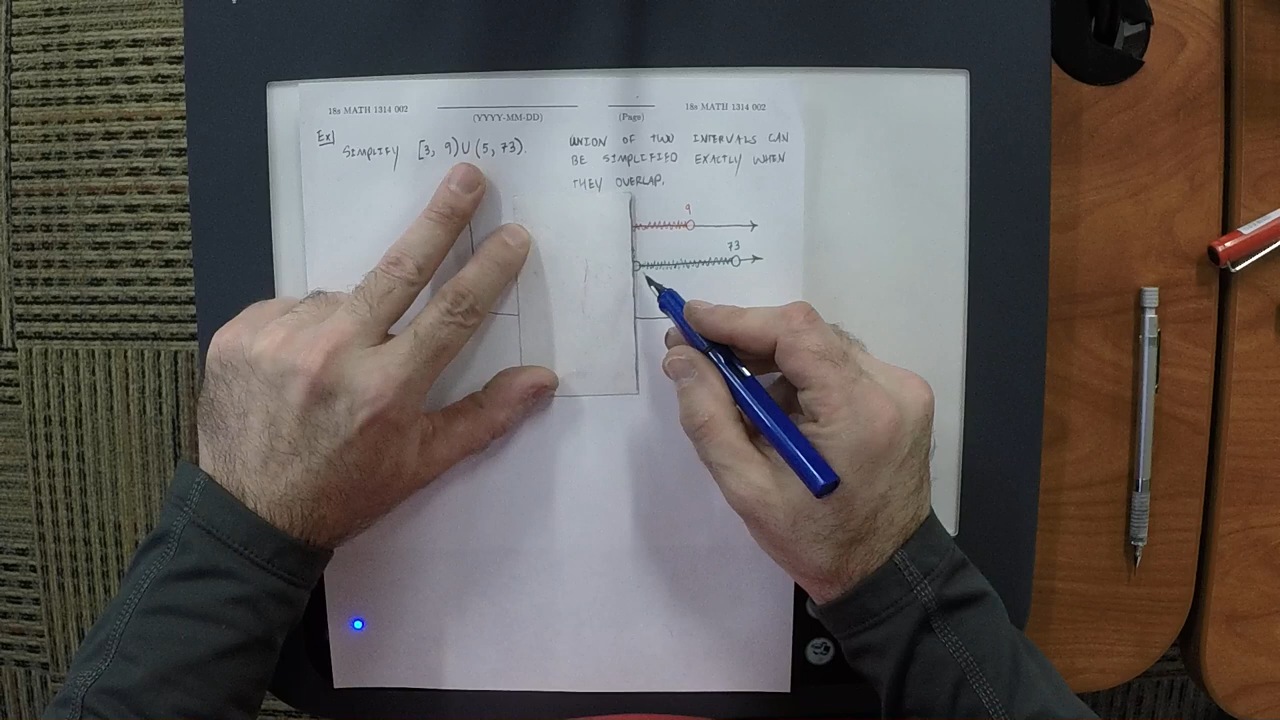 18s MATH 1314 002
(YYYY-MM-DD)
(Page)
18s MATH 1314 002
Ex
SIMPLIFY [3, 9)∪(5, 73).
UNION OF TWO INTERVALS CAN
BE SIMPLIFIED EXACTLY WHEN
THEY OVERLAP.
9
73